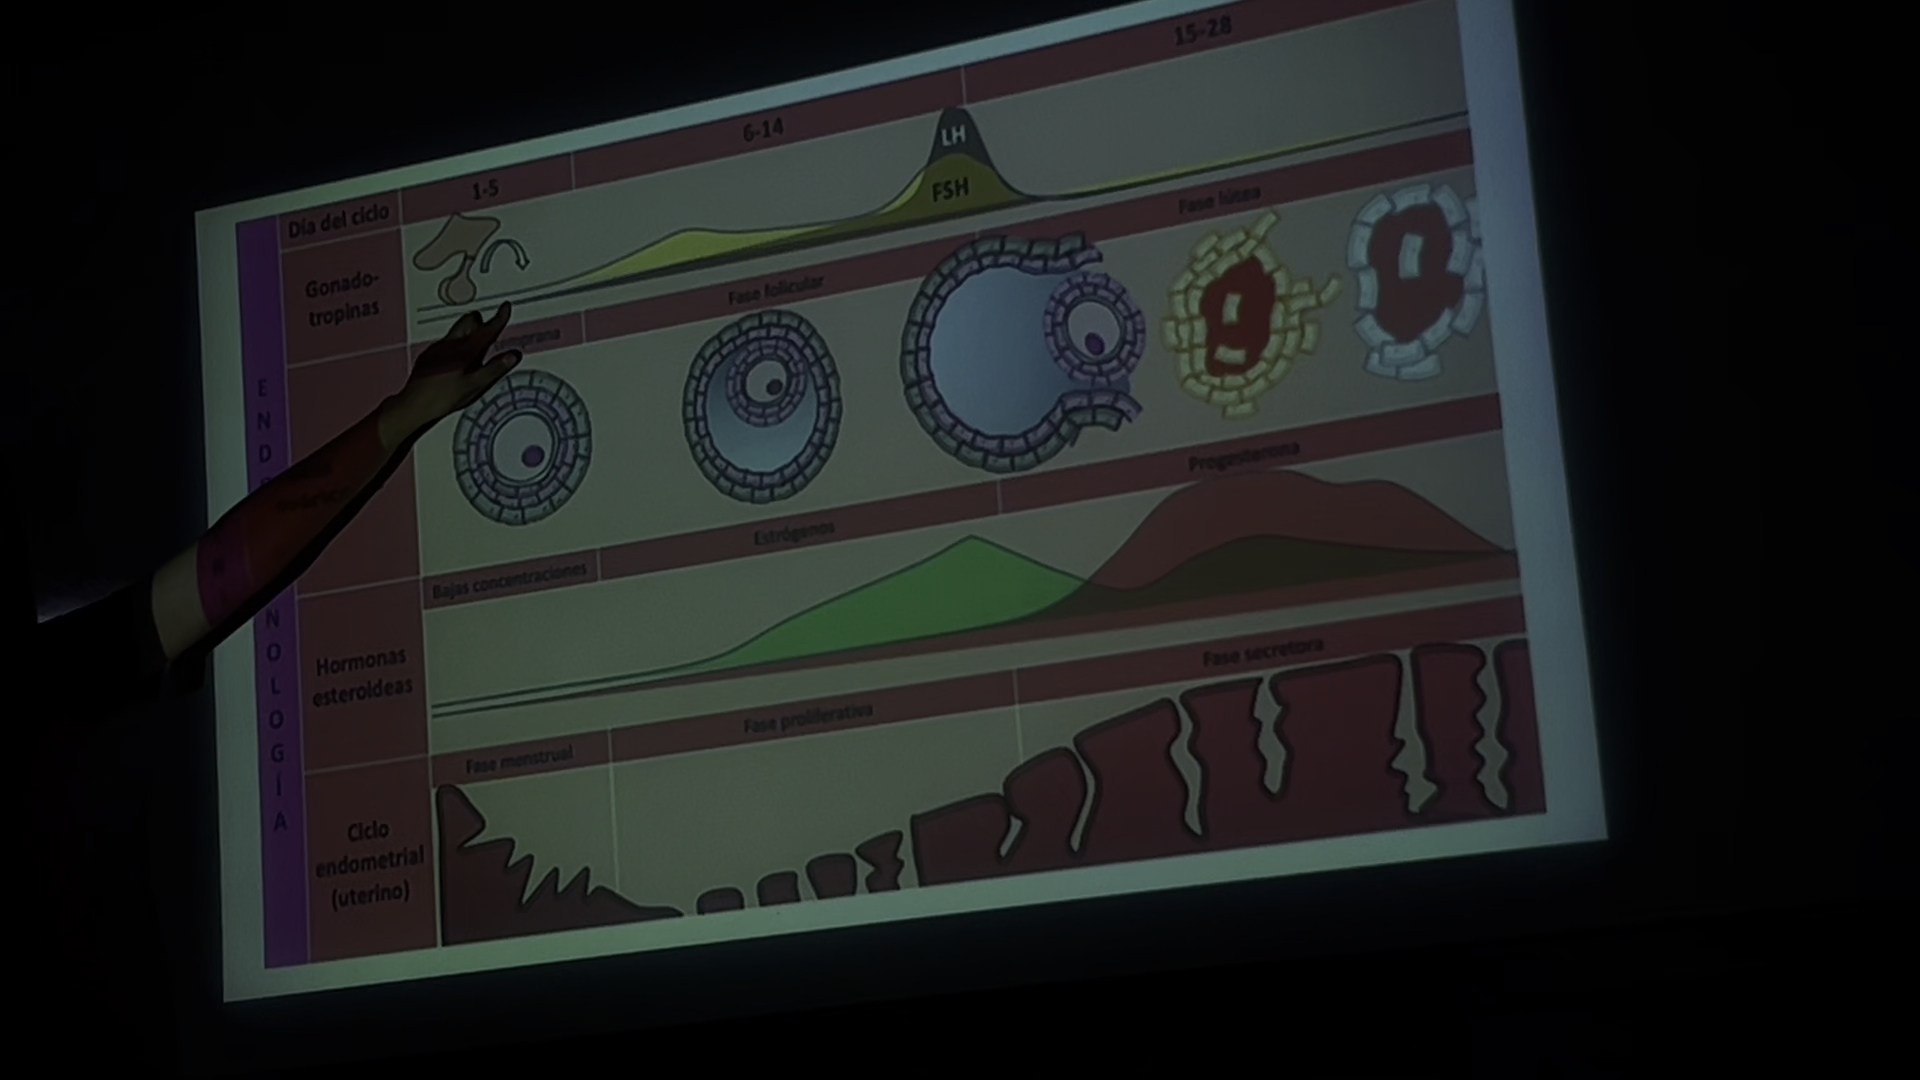 15-28
6-14
1-5
Día del ciclo
LH
FSH
Gonado-
tropinas
Fase lútea
Fase folicular
temprana
Progesterona
Estrógenos
Bajas concentraciones
Hormonas
esteroideas
Fase secretora
Fase proliferativa
Fase menstrual
Ciclo
endometrial
(uterino)
E
N
D
N
O
L
O
G
Í
A